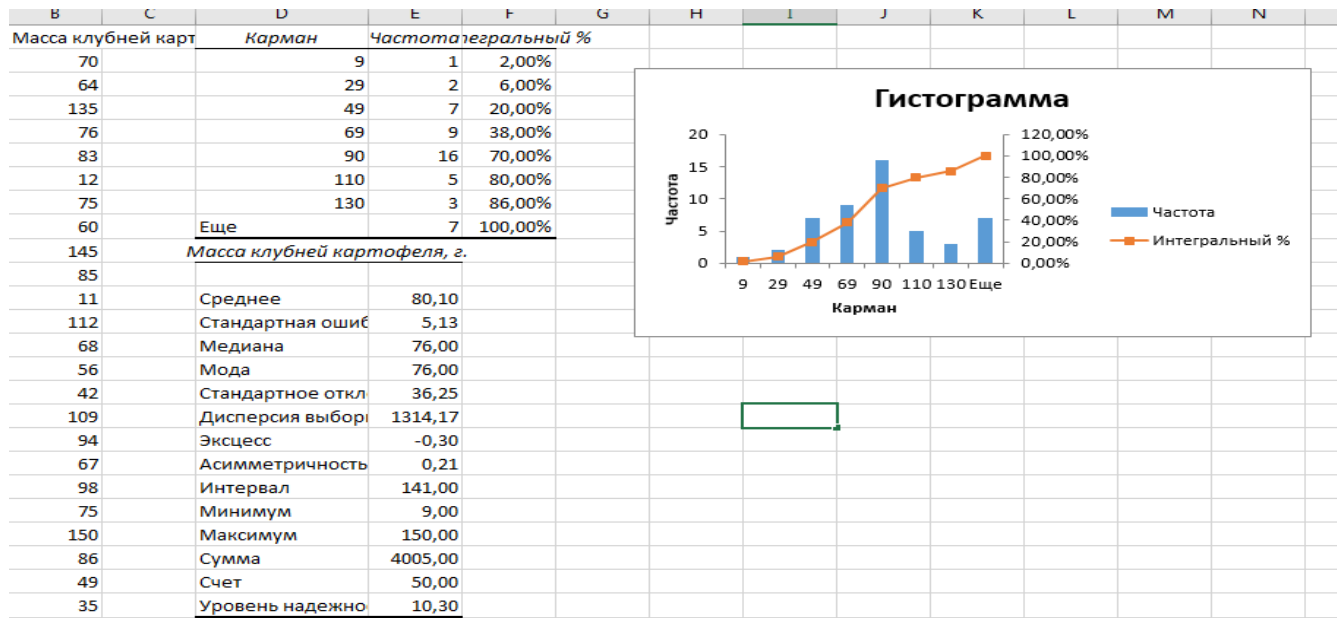 B C D E F G H I J K L M N
Масса клубней карт Карман Частота тегральный %
70 9 1 2,00%
64 29 2 6,00%
135 49 7 20,00%
76 69 9 38,00%
83 90 16 70,00%
12 110 5 80,00%
75 130 3 86,00%
60 Еще 7 100,00%
145 Масса клубней картофеля, г.
85
11 Среднее 80,10
112 Стандартная ошиб 5,13
68 Медиана 76,00
56 Мода 76,00
42 Стандартное откл 36,25
109 Дисперсия выбор 1314,17
94 Эксцесс -0,30
67 Асимметричность 0,21
98 Интервал 141,00
75 Минимум 9,00
150 Максимум 150,00
86 Сумма 4005,00
49 Счет 50,00
35 Уровень надежно 10,30
Гистограмма
20 120,00%
100,00%
15 80,00%
10 60,00%
40,00%
5 20,00%
0 0,00%
Частота
9 29 49 69 90 110 130 Еще
Карман
Частота
Интегральный %